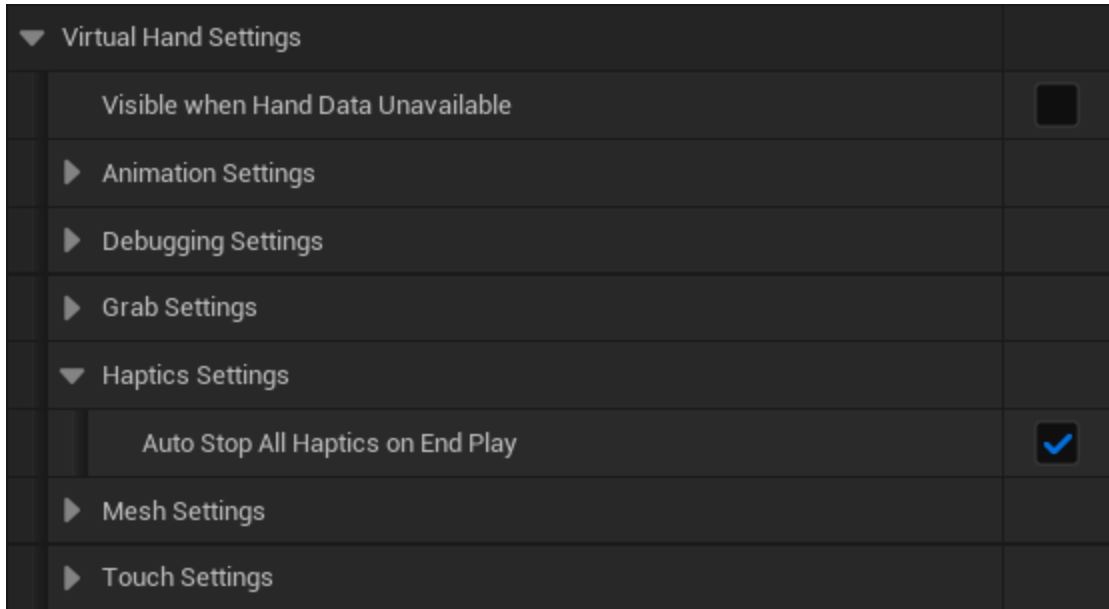 Virtual Hand Settings
Visible when Hand Data Unavailable
Animation Settings
Debugging Settings
Grab Settings
Haptics Settings
Auto Stop All Haptics on End Play
Mesh Settings
Touch Settings